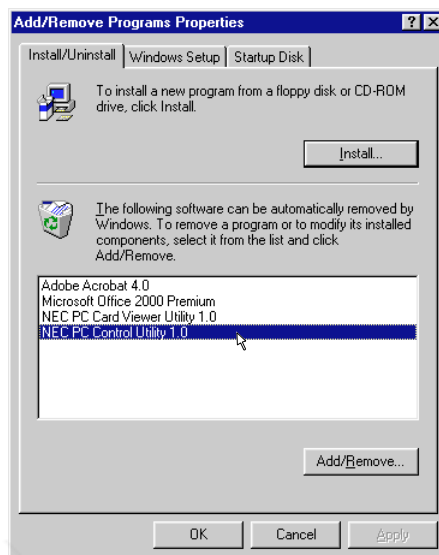 Add/Remove Programs Properties
Install/Uninstall Windows Setup Startup Disk
To install a new program from a floppy disk or CD-ROM
drive, click Install.
Install...
The following software can be automatically removed by
Windows. To remove a program or to modify its installed
components, select it from the list and click
Add/Remove.
Adobe Acrobat 4.0
Microsoft Office 2000 Premium
NEC PC Card Viewer Utility 1.0
NEC PC Control Utility 1.0
Add/Remove...
OK Cancel Apply